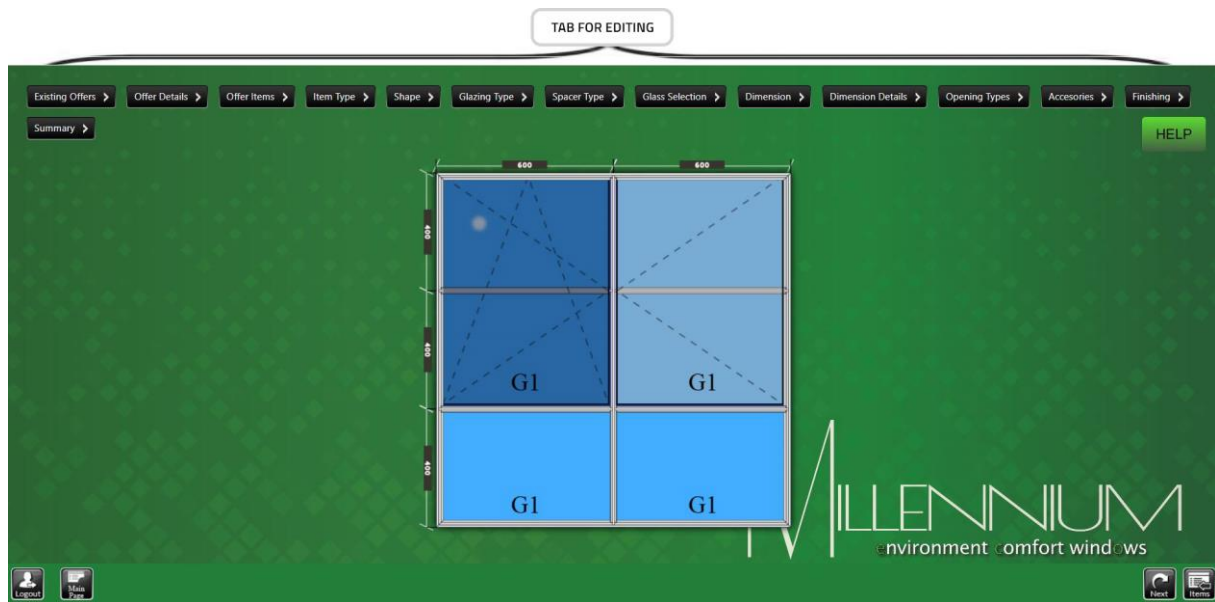 TAB FOR EDITING
Existing Offers Offer Details Offer Items Item Type Shape Glazing Type Spacer Type Glass Selection Dimension Dimension Details Opening Types Accesories Finishing
Summary
HELP
600 600
400
400
G1 G1
400
G1 G1
MILLENNIUM
environment comfort windows
Logout Main Page Next Items